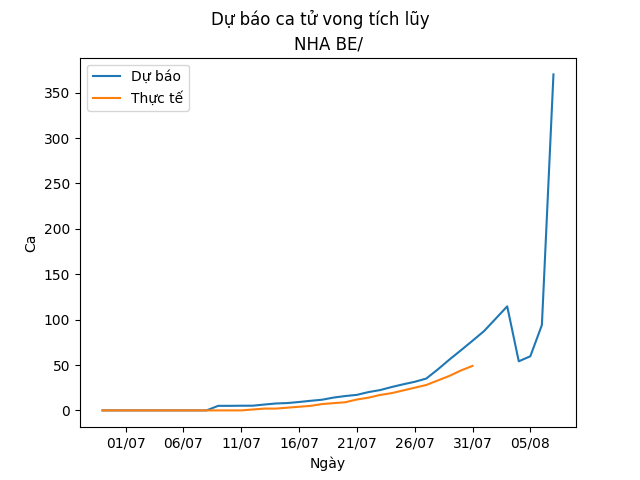 Dự báo ca tử vong tích lũy
NHA BE/
Dự báo
Thực tế
350
300
250
200
150
100
50
0
Ca
01/07 06/07 11/07 16/07 21/07 26/07 31/07 05/08
Ngày